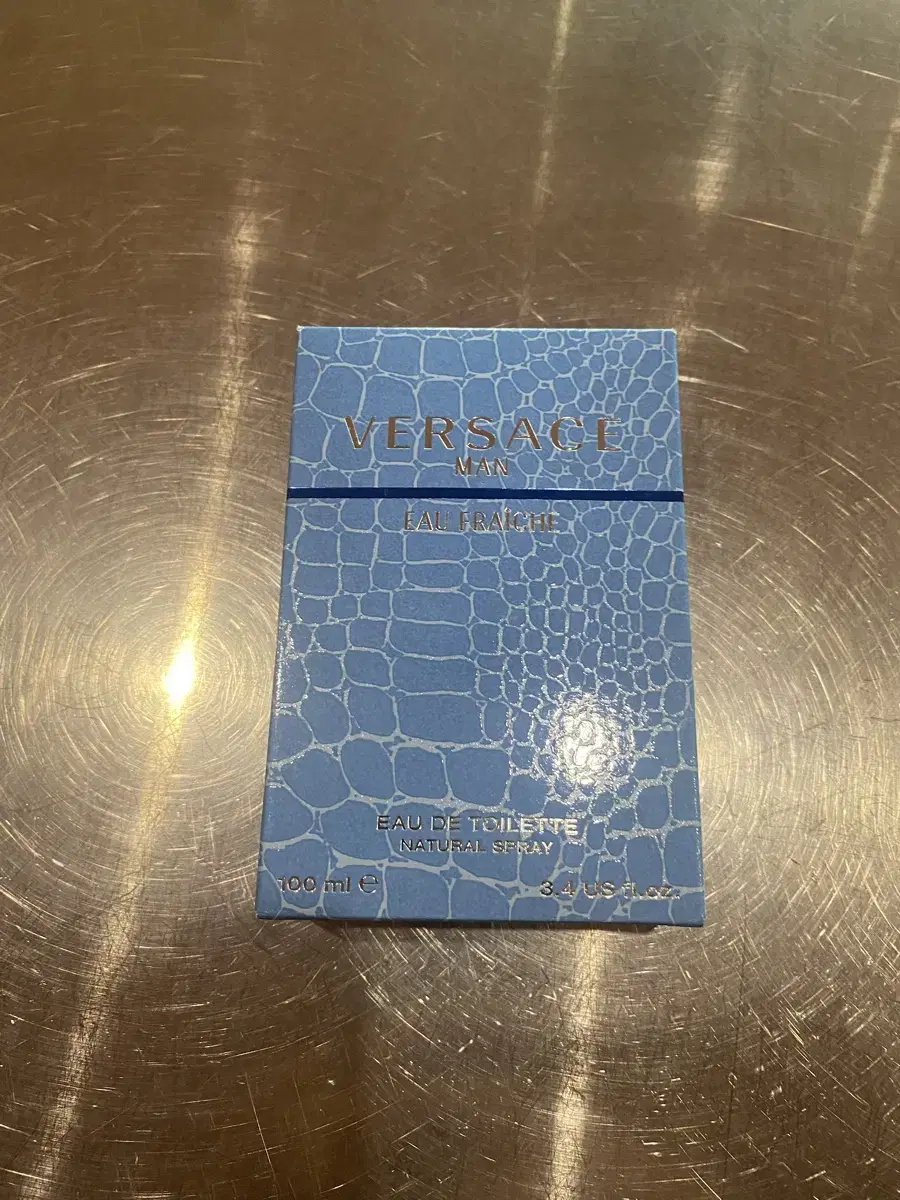 VERSACE
MAN
EAU FRAÎCHE
EAU DE TOILETTE
NATURAL SPRAY
100 ml ℮
3.4 US fl.oz.